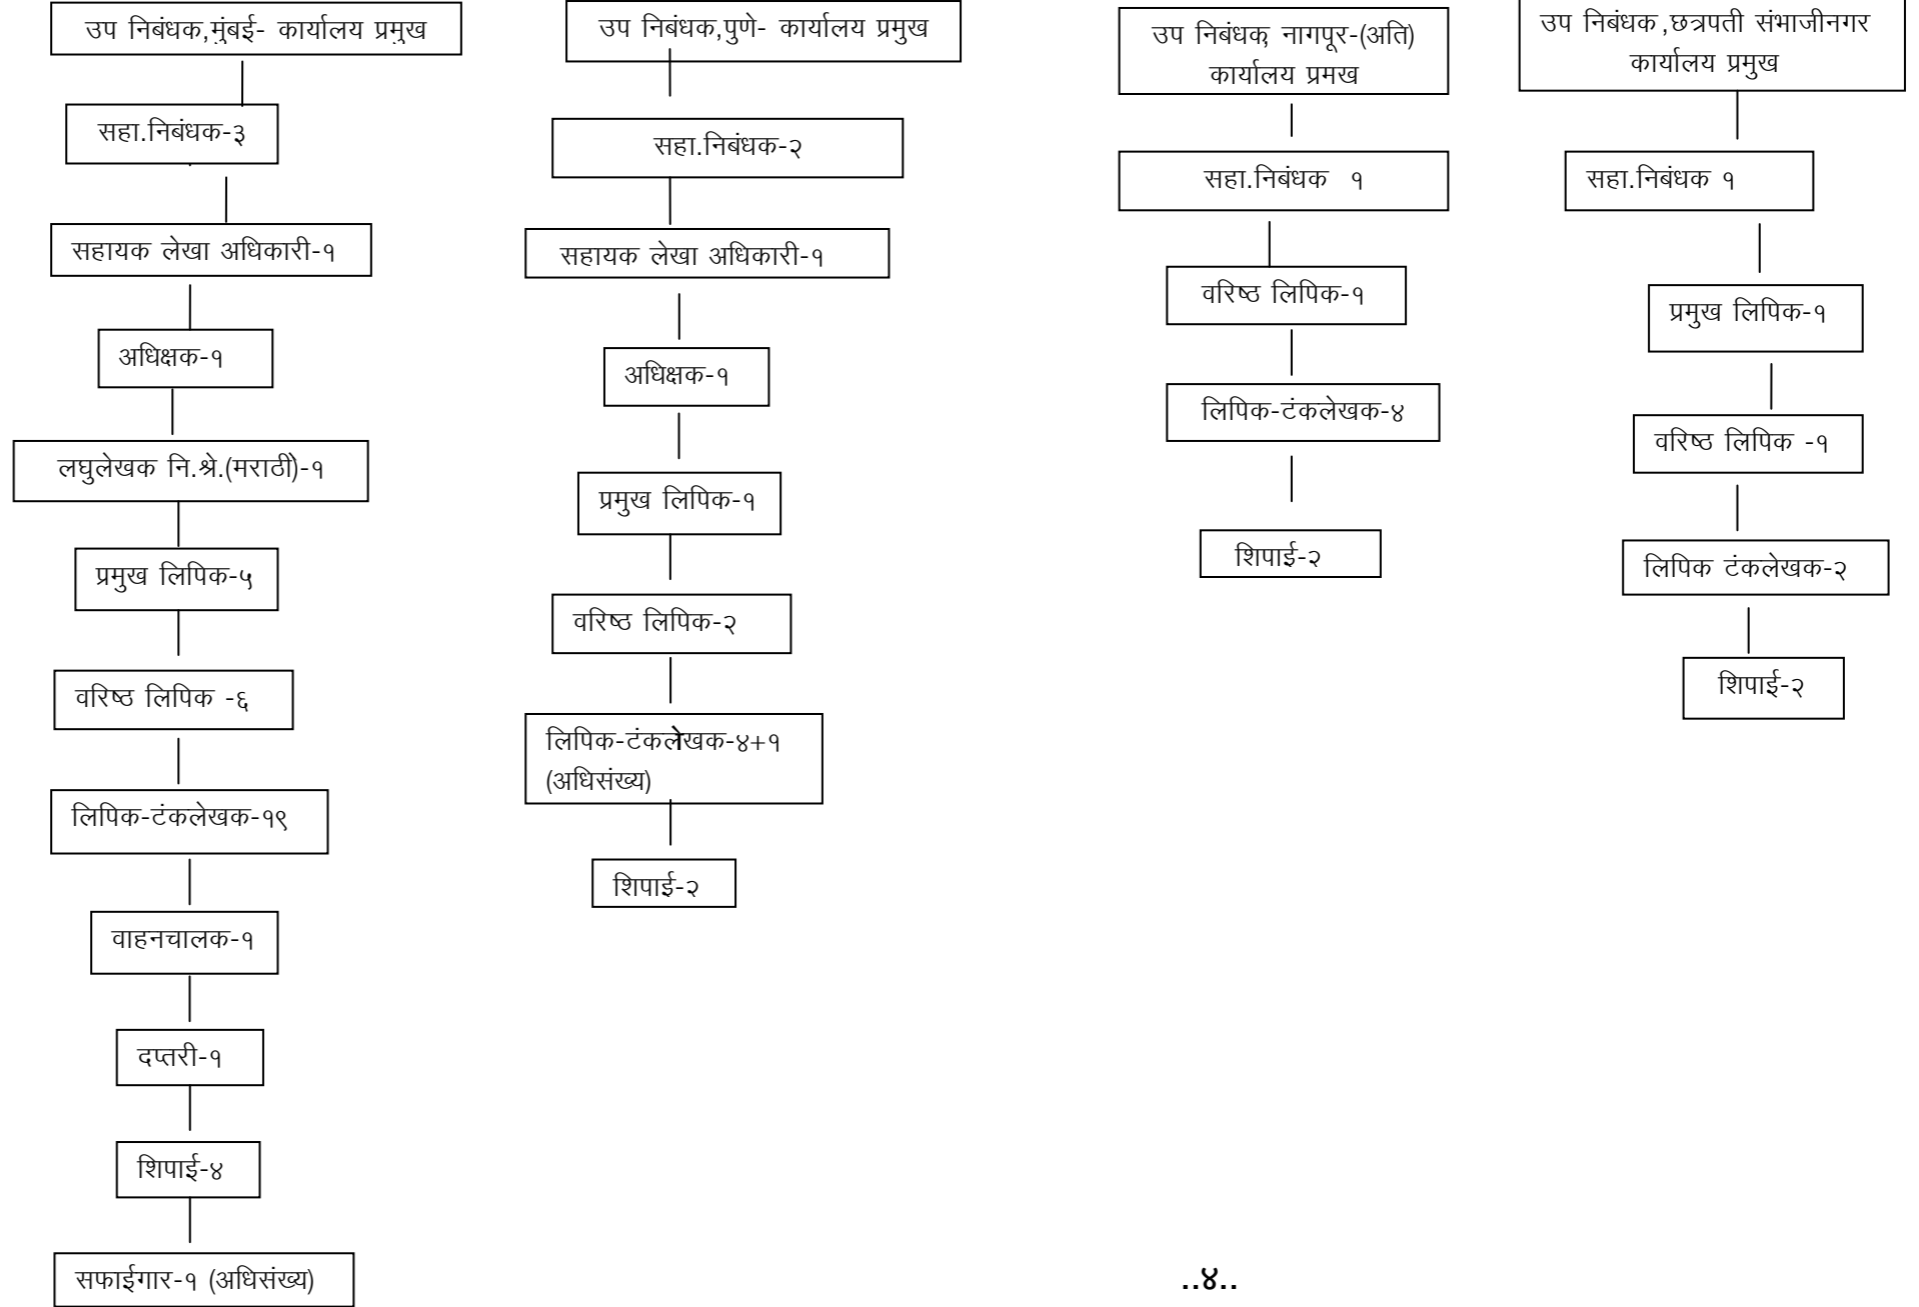 उप निबंधक,मुंबई- कार्यालय प्रमुख
सहा.निबंधक-३
सहायक लेखा अधिकारी-१
अधिक्षक-१
लघुलेखक नि.श्रे.(मराठी)-१
प्रमुख लिपिक-५
वरिष्ठ लिपिक -६
लिपिक-टंकलेखक-१९
वाहनचालक-१
दप्तरी-१
शिपाई-४
सफाईगार-१ (अधिसंख्य)
उप निबंधक,पुणे- कार्यालय प्रमुख
सहा.निबंधक-२
सहायक लेखा अधिकारी-१
अधिक्षक-१
प्रमुख लिपिक-१
वरिष्ठ लिपिक-२
लिपिक-टंकलेखक-४+१
(अधिसंख्य)
शिपाई-२
उप निबंधक, नागपूर-(अति)
कार्यालय प्रमख
सहा.निबंधक १
वरिष्ठ लिपिक-१
लिपिक-टंकलेखक-४
शिपाई-२
उप निबंधक ,छत्रपती संभाजीनगर
कार्यालय प्रमुख
सहा.निबंधक १
प्रमुख लिपिक-१
वरिष्ठ लिपिक -१
लिपिक टंकलेखक-२
शिपाई-२
..४..